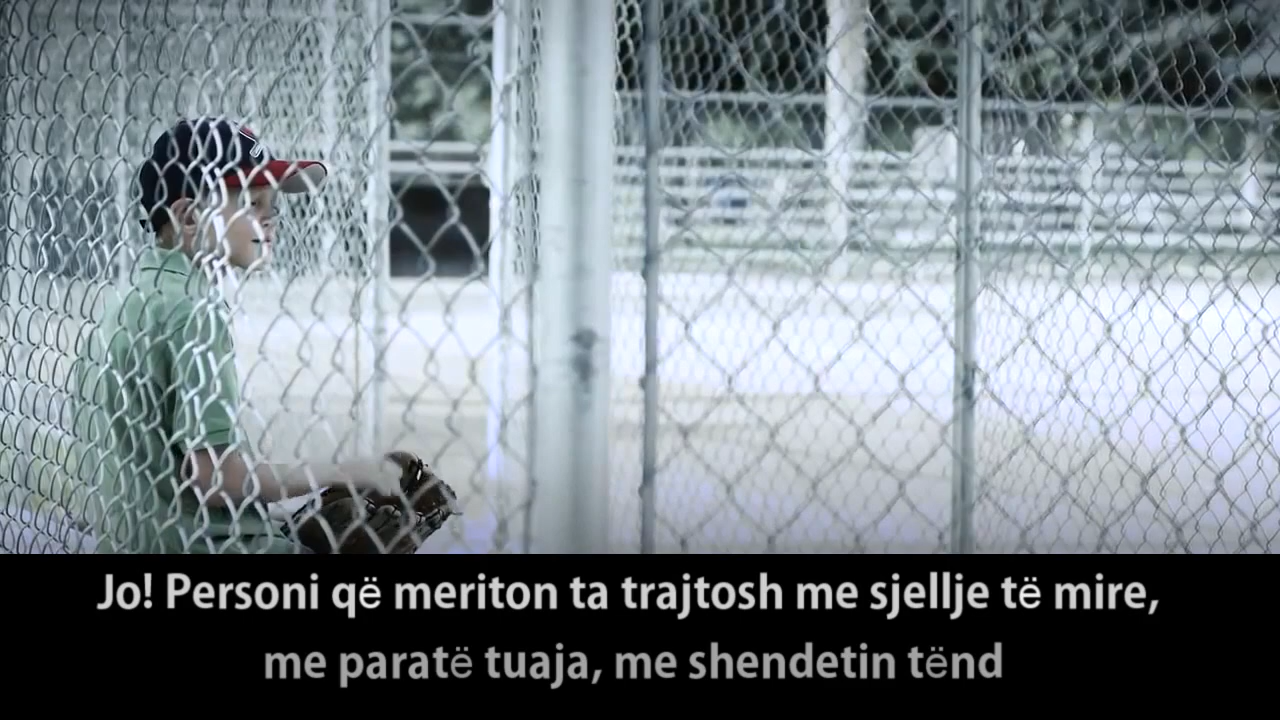 Jo! Personi që meriton ta trajtosh me sjellje të mire,
me paratë tuaja, me shendetin tënd